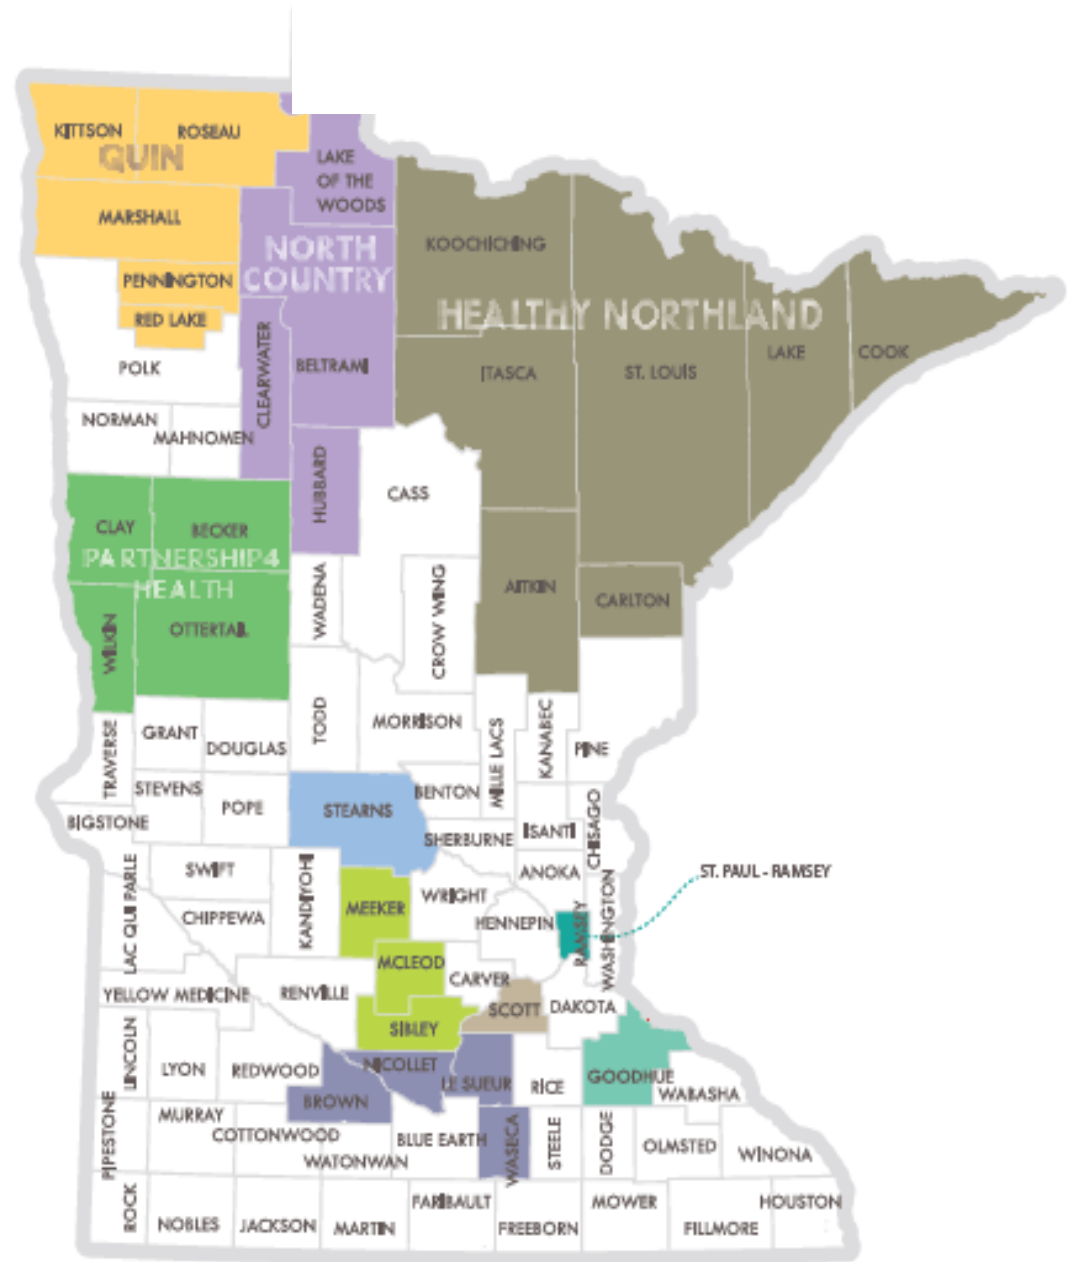 KITTSON
ROSEAU
QUIN
LAKE
OF THE
WOODS
MARSHALL
NORTH
COUNTRY
KOOCHICHING
PENNINGTON
RED LAKE
HEALTHY NORTHLAND
POLK
CLEARWATER
BELTRAMI
ITASCA
ST. LOUIS
LAKE
COOK
NORMAN
MAHNOMEN
HUBBARD
CASS
CLAY
BECKER
PARTNERSHIP4
HEALTH
WILKIN
OTTERTAIL
WADENA
CROW WING
AITKIN
CARLTON
TRAVERSE
GRANT
DOUGLAS
TODD
MORRISON
MILLE LACS
KANABEC
PINE
STEVENS
POPE
STEARNS
BENTON
BIGSTONE
SHERBURNE
ISANTI
CHISAGO
LAC QUI PARLE
SWIFT
KANDIYOHI
MEEKER
WRIGHT
ANOKA
ST. PAUL - RAMSEY
CHIPPEWA
HENNEPIN
RAMSEY
WASHINGTON
MCLEOD
CARVER
YELLOW MEDICINE
RENVILLE
SIBLEY
SCOTT
DAKOTA
LINCOLN
LYON
REDWOOD
NICOLLET
LE SUEUR
RICE
GOODHUE
WABASHA
BROWN
PIPESTONE
MURRAY
COTTONWOOD
WATONWAN
BLUE EARTH
WASECA
STEELE
DODGE
OLMSTED
WINONA
ROCK
NOBLES
JACKSON
MARTIN
FARIBAULT
FREEBORN
MOWER
FILLMORE
HOUSTON